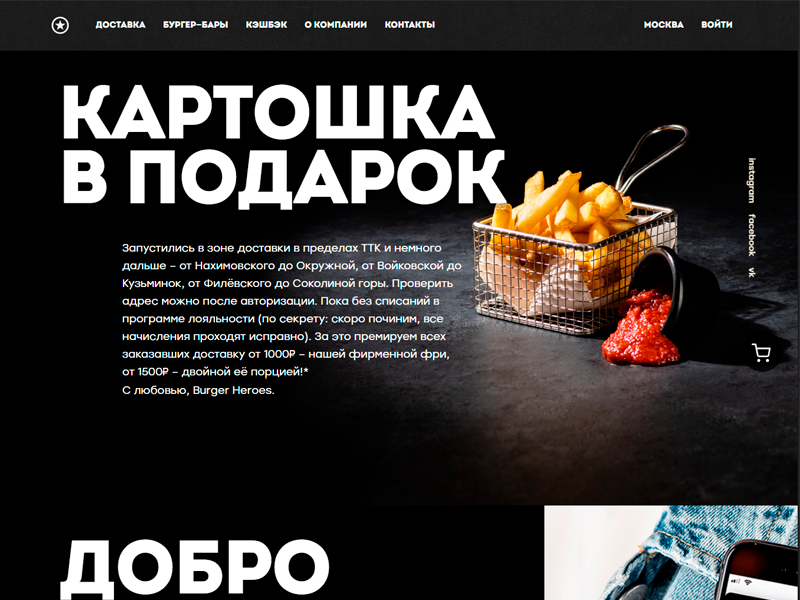 ДОСТАВКА
БУРГЕР-БАРЫ
КЭШБЭК
О КОМПАНИИ
КОНТАКТЫ
МОСКВА
ВОЙТИ
КАРТОШКА
В ПОДАРОК
Запустились в зоне доставки в пределах ТТК и немного
дальше – от Нахимовского до Окружной, от Войковской до
Кузьминок, от Филёвского до Соколиной горы. Проверить
адрес можно после авторизации. Пока без списаний в
программе лояльности (по секрету: скоро починим, все
начисления проходят исправно). За это премируем всех
заказавших доставку от 1000₽ – нашей фирменной фри,
от 1500₽ – двойной её порцией!*
С любовью, Burger Heroes.
instagram
facebook
vk
ДОБРО